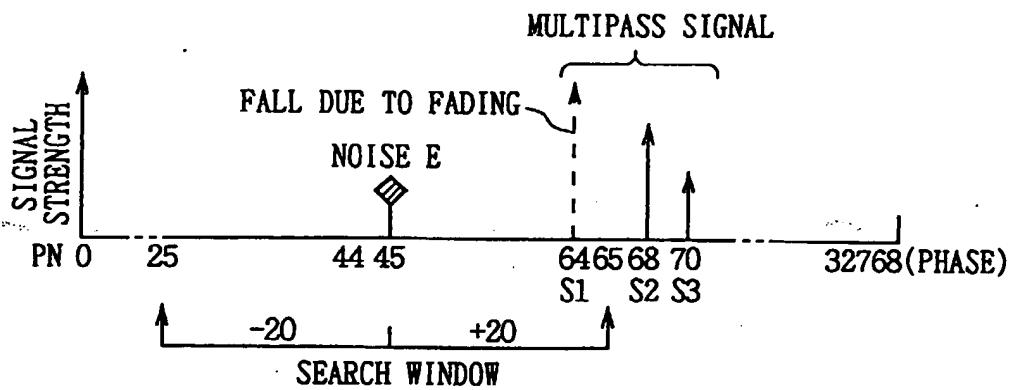 MULTIPASS SIGNAL
FALL DUE TO FADING
NOISE E
SIGNAL
STRENGTH
PN 0 25 44 45 64 65 68 70 32768 (PHASE)
S1 S2 S3
-20 +20
SEARCH WINDOW